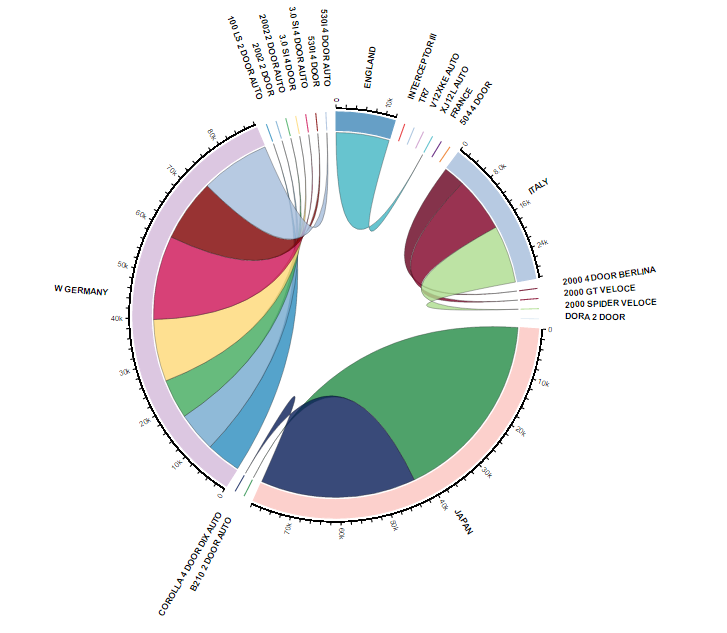 100 LS 2 DOOR AUTO
2002 2 DOOR
2002 2 DOOR AUTO
3.0 SI 4 DOOR
3.0 SI 4 DOOR AUTO
530I 4 DOOR
530I 4 DOOR AUTO
ENGLAND
0
10k
INTERCEPTOR III
TR7
V12XKE AUTO
XJ12L AUTO
FRANCE
504 4 DOOR
ITALY
0
8.0k
16k
24k
2000 4 DOOR BERLINA
2000 GT VELOCE
2000 SPIDER VELOCE
DORA 2 DOOR
JAPAN
0
10k
20k
30k
40k
50k
60k
70k
B210 2 DOOR AUTO
COROLLA 4 DOOR DIX AUTO
W GERMANY
0
10k
20k
30k
40k
50k
60k
70k
80k